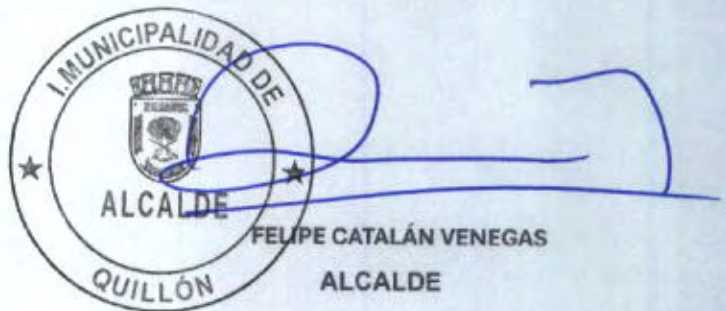 I. MUNICIPALIDAD DE
ALCALDE
QUILLÓN
FELIPE CATALÁN VENEGAS
ALCALDE